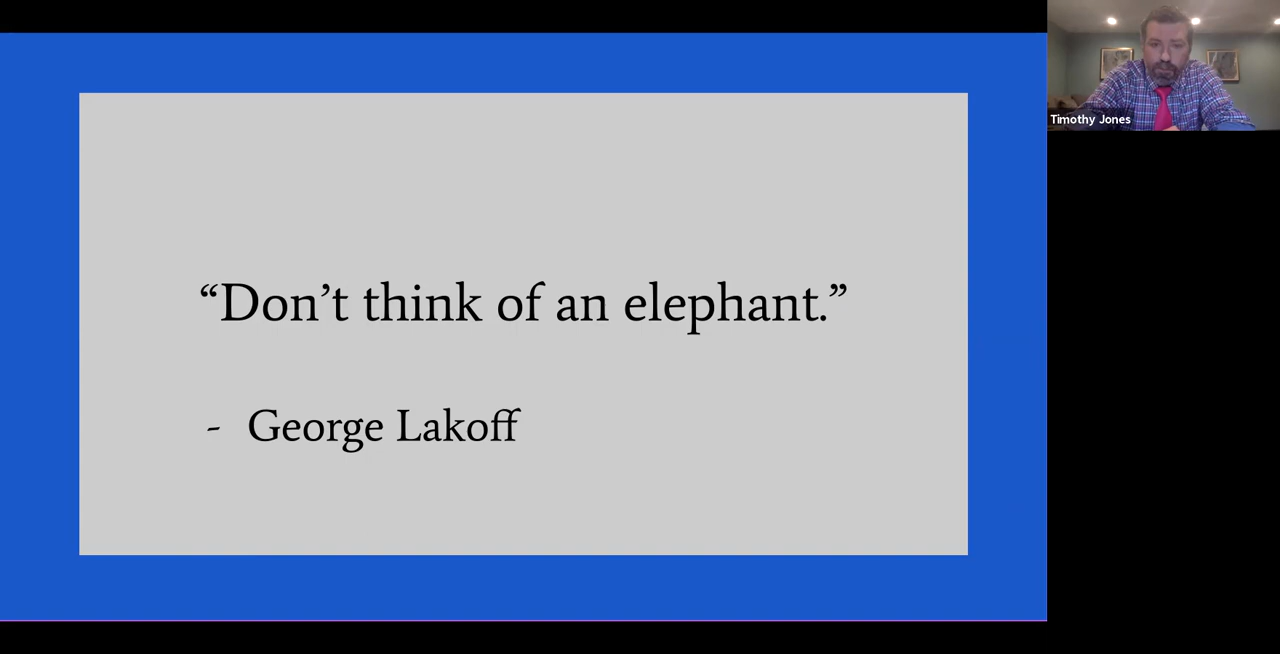 “Don’t think of an elephant.”
- George Lakoff
Timothy Jones